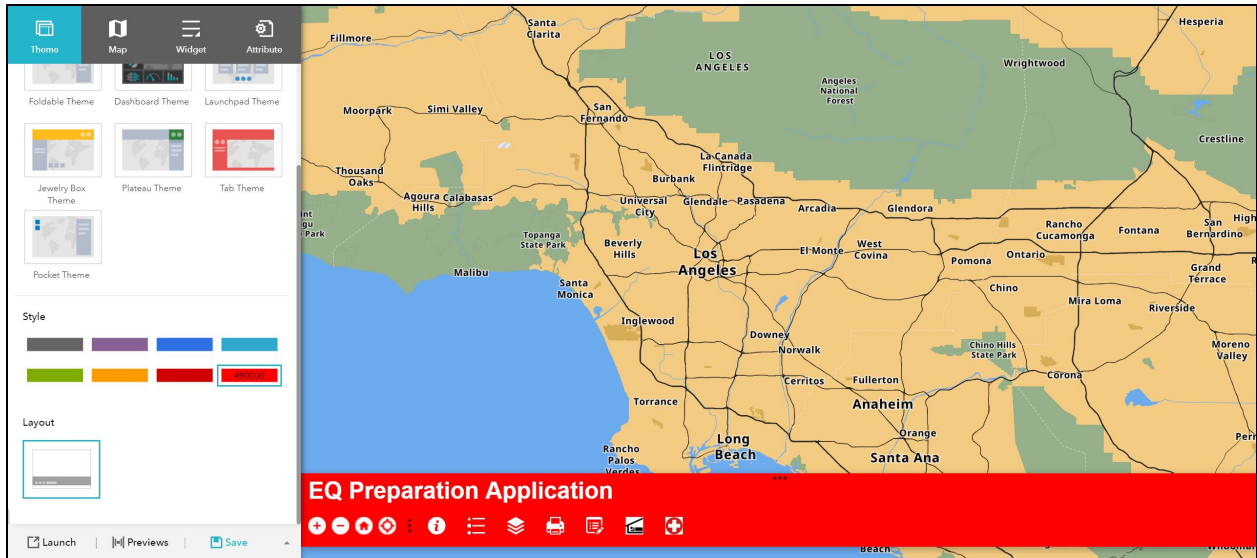 Theme
Map
Widget
Attribute
Foldable Theme
Dashboard Theme
Launchpad Theme
Jewelry Box
Theme
Plateau Theme
Tab Theme
Pocket Theme
Style
#f90000
Layout
Launch
Previews
Save
Fillmore
Santa
Clarita
Hesperia
LOS
ANGELES
Wrightwood
Angeles
National
Forest
Moorpark
Simi Valley
San
Fernando
Crestline
La Canada
Flintridge
Thousand
Oaks
Burbank
Agoura
Hills
Calabasas
Universal
City
Glendale
Pasadena
Arcadia
Glendora
Park
Topanga
State Park
Beverly
Hills
Los
Angeles
El Monte
West
Covina
Rancho
Cucamonga
Fontana
San
Bernardino
High
Pomona
Ontario
Malibu
Santa
Monica
Chino
Grand
Terrace
Mira Loma
Riverside
Inglewood
Downey
Norwalk
Chino Hills
State Park
Moreno
Valley
Cerritos
Fullerton
Corona
Torrance
Anaheim
Orange
Long
Beach
Santa Ana
Rancho
Palos
Verdes
Perr
EQ Preparation Application
Beach